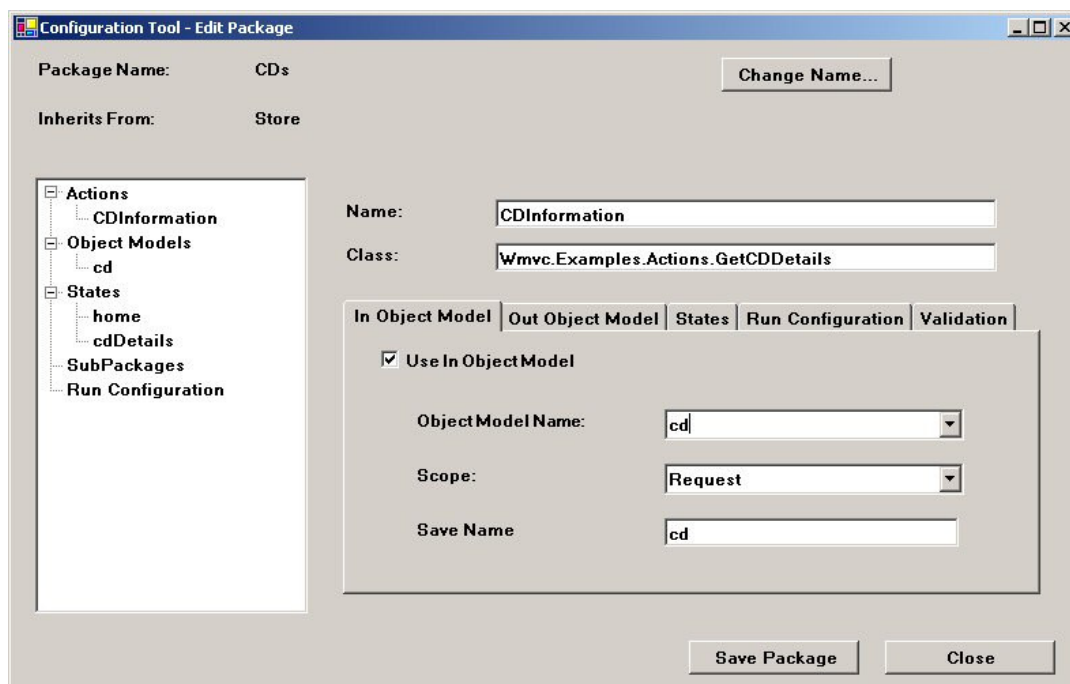 Configuration Tool - Edit Package
Package Name: CDs
Change Name...
Inherits From: Store
Actions
CDInformation
Object Models
cd
States
home
cdDetails
SubPackages
Run Configuration
Name: CDInformation
Class: Wmvc.Examples.Actions.GetCDDetails
In Object Model Out Object Model States Run Configuration Validation
Use In Object Model
Object Model Name: cd
Scope: Request
Save Name cd
Save Package Close